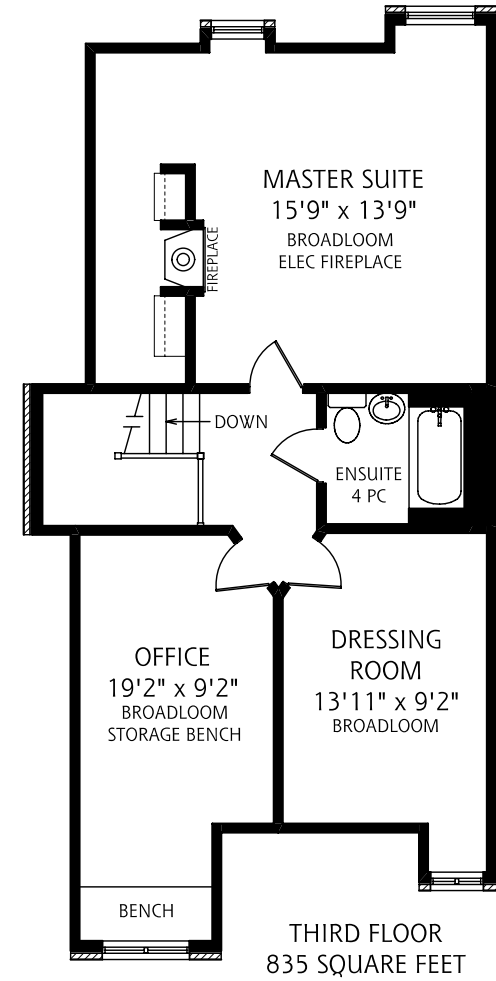 MASTER SUITE
15'9" x 13'9"
BROADLOOM
ELEC FIREPLACE
FIREPLACE
DOWN
ENSUITE
4 PC
OFFICE
19'2" x 9'2"
BROADLOOM
STORAGE BENCH
DRESSING
ROOM
13'11" x 9'2"
BROADLOOM
BENCH
THIRD FLOOR
835 SQUARE FEET